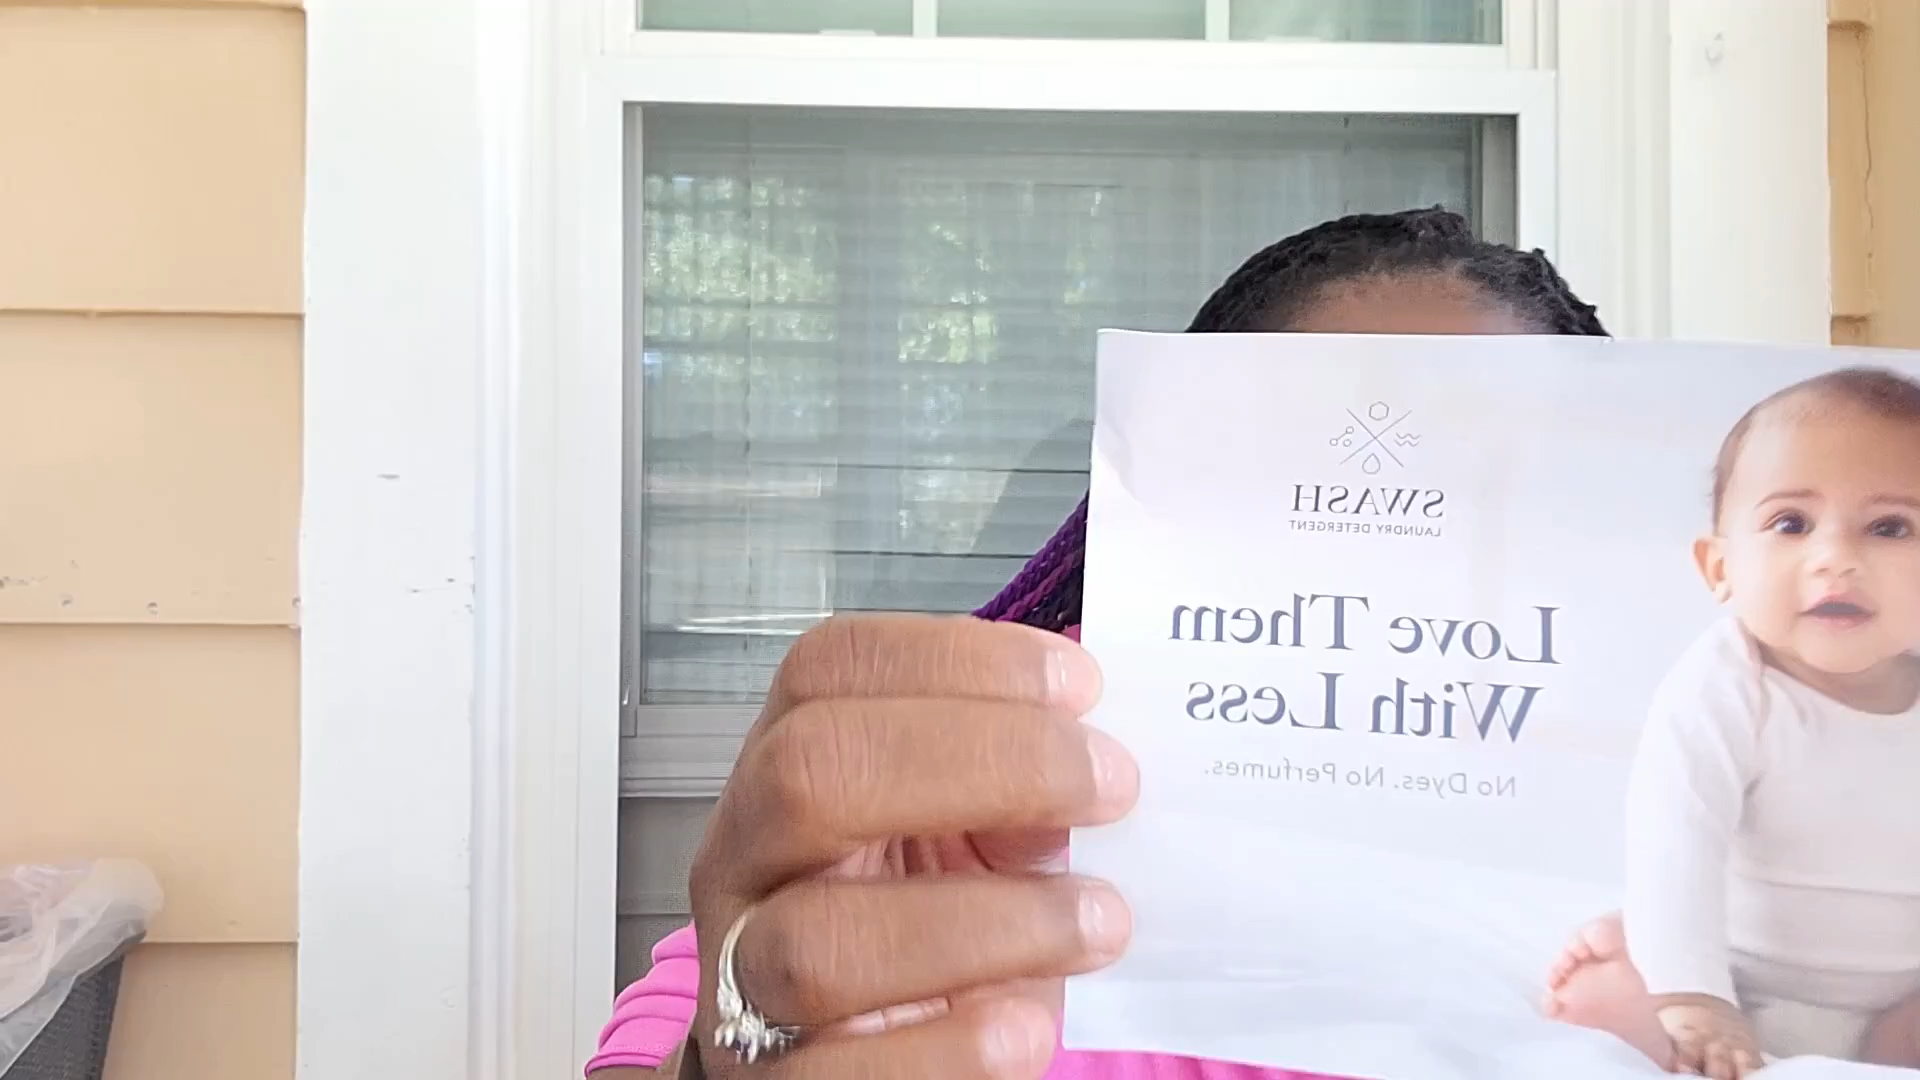 SWASH
LAUNDRY DETERGENT
Love Them
With Less
No Dyes. No Perfumes.